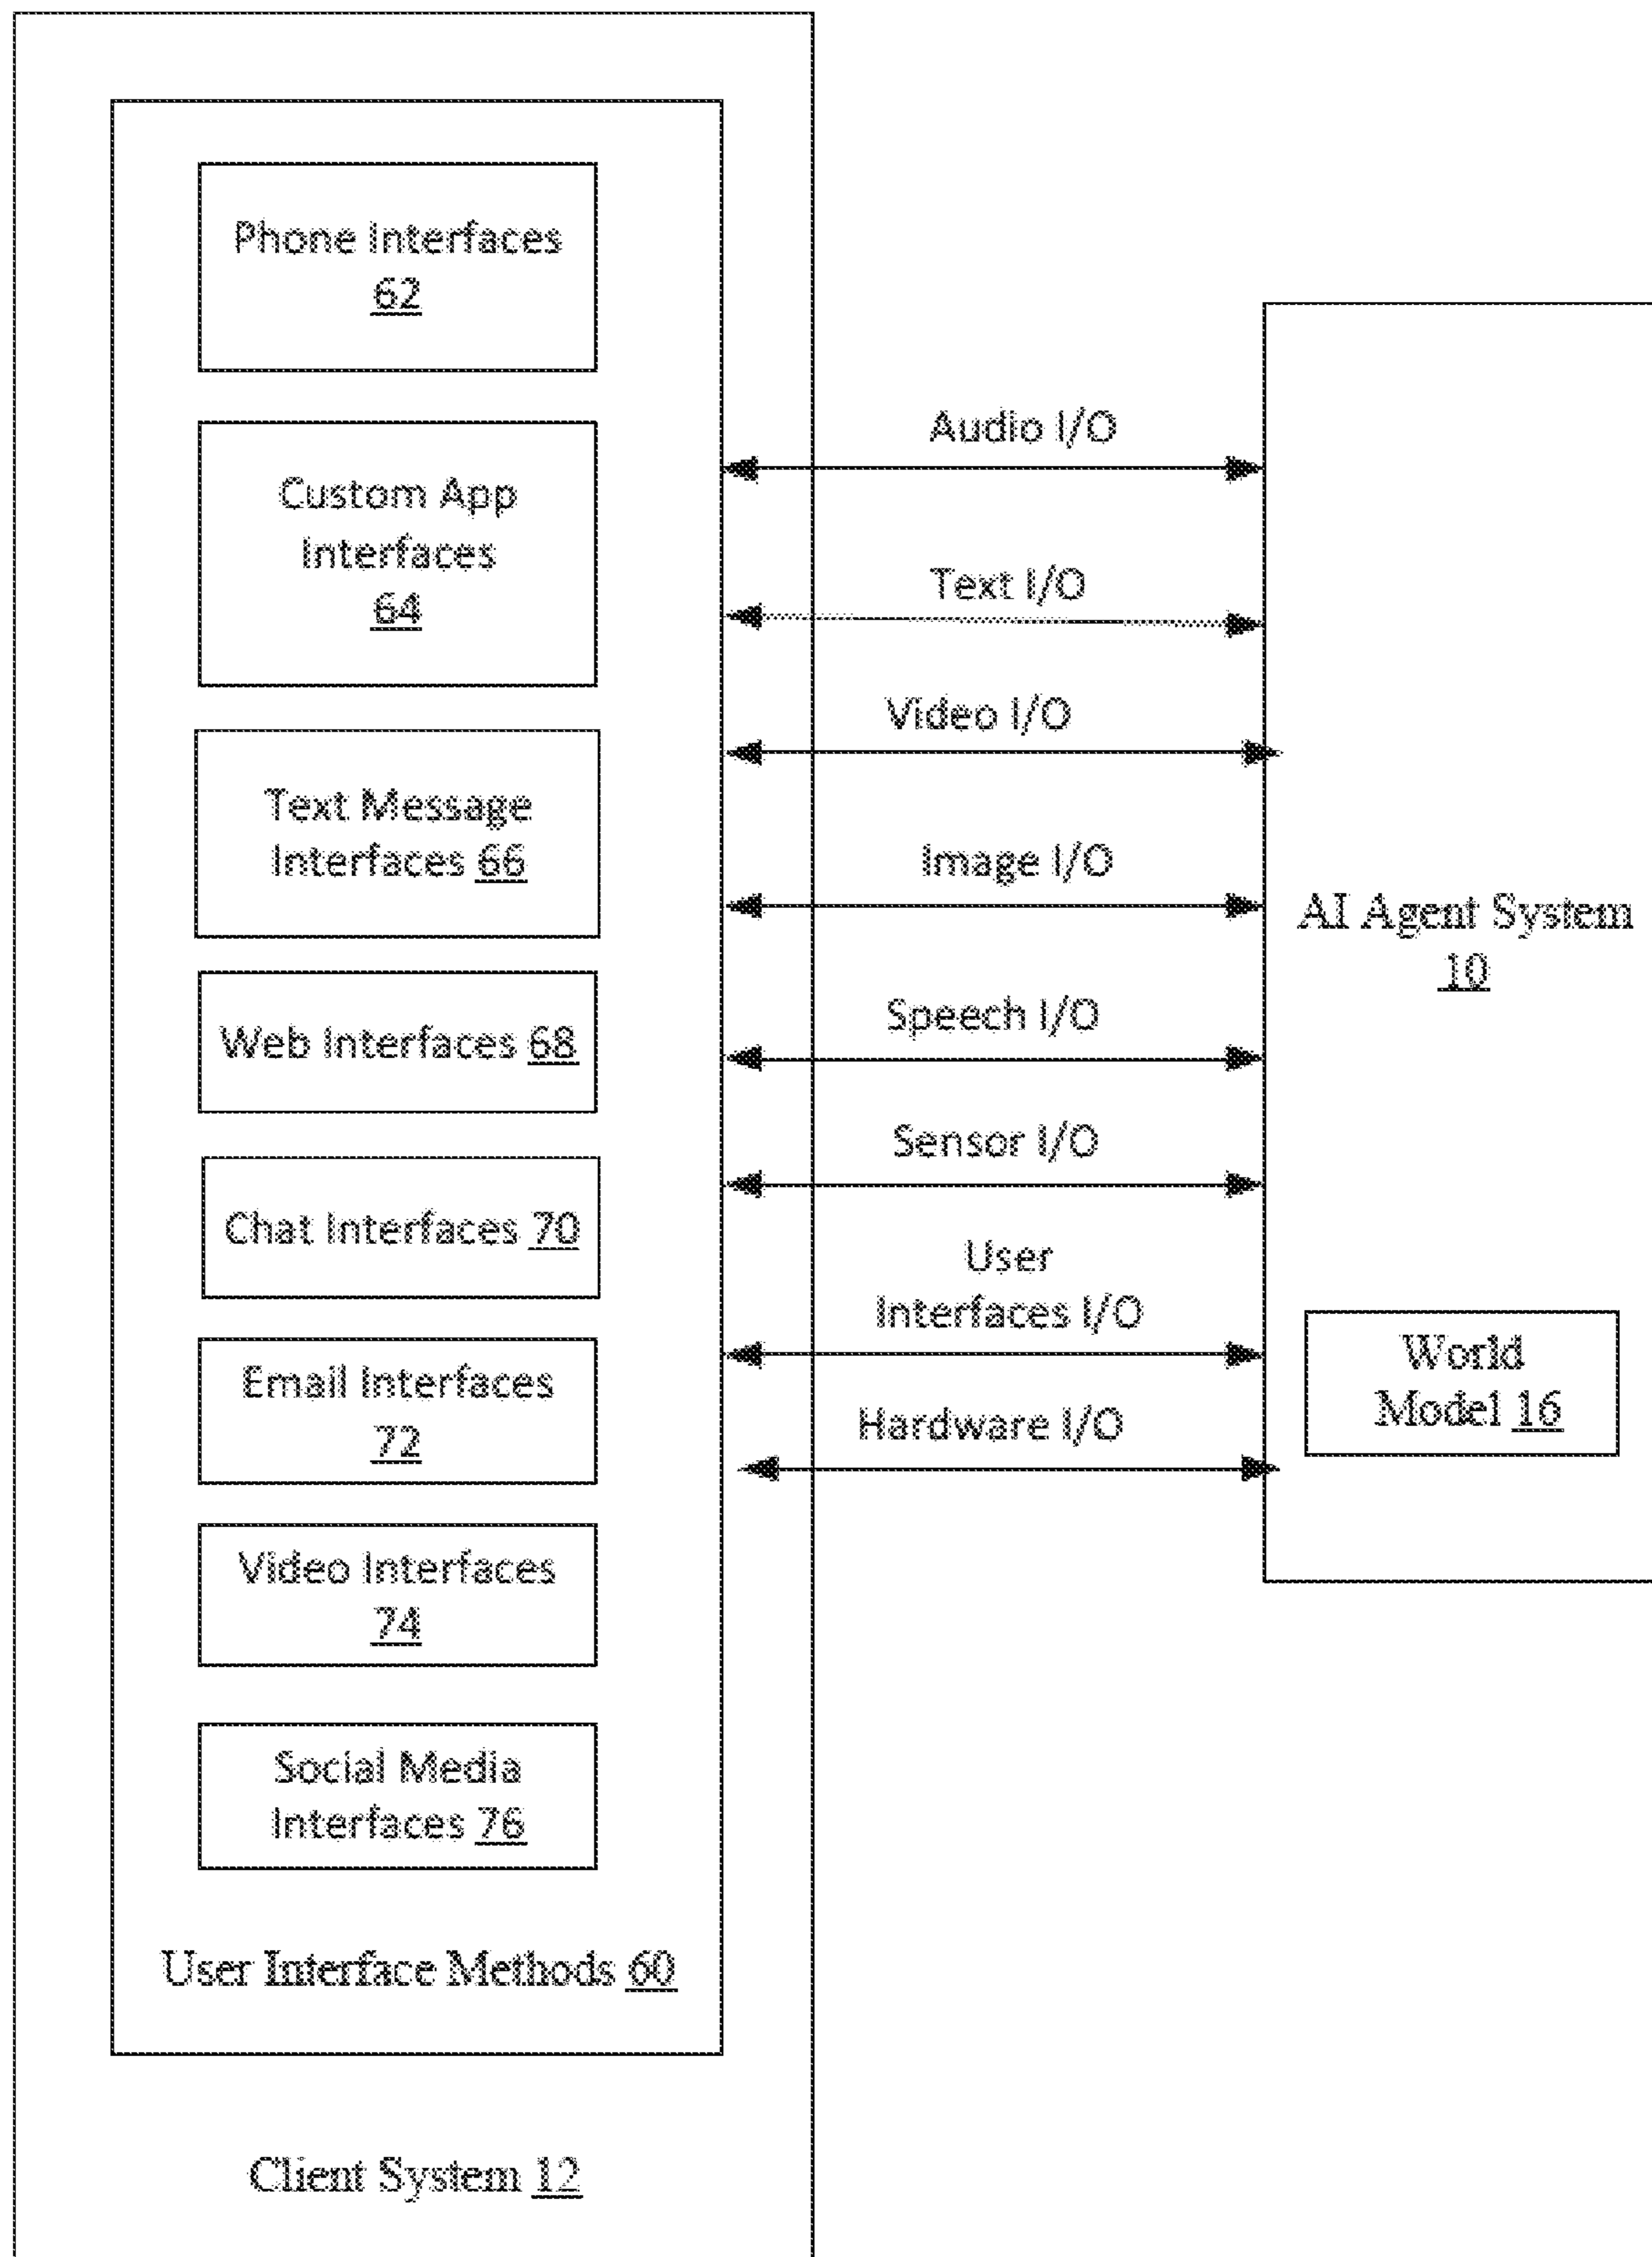 Phone Interfaces
62
Custom App
Interfaces
64
Text Message
Interfaces 66
Web Interfaces 68
Chat Interfaces 70
Email Interfaces
72
Video Interfaces
74
Social Media
Interfaces 76
User Interface Methods 60
Client System 12
Audio I/O
Text I/O
Video I/O
Image I/O
Speech I/O
Sensor I/O
User
Interfaces I/O
Hardware I/O
AI Agent System
10
World
Model 16